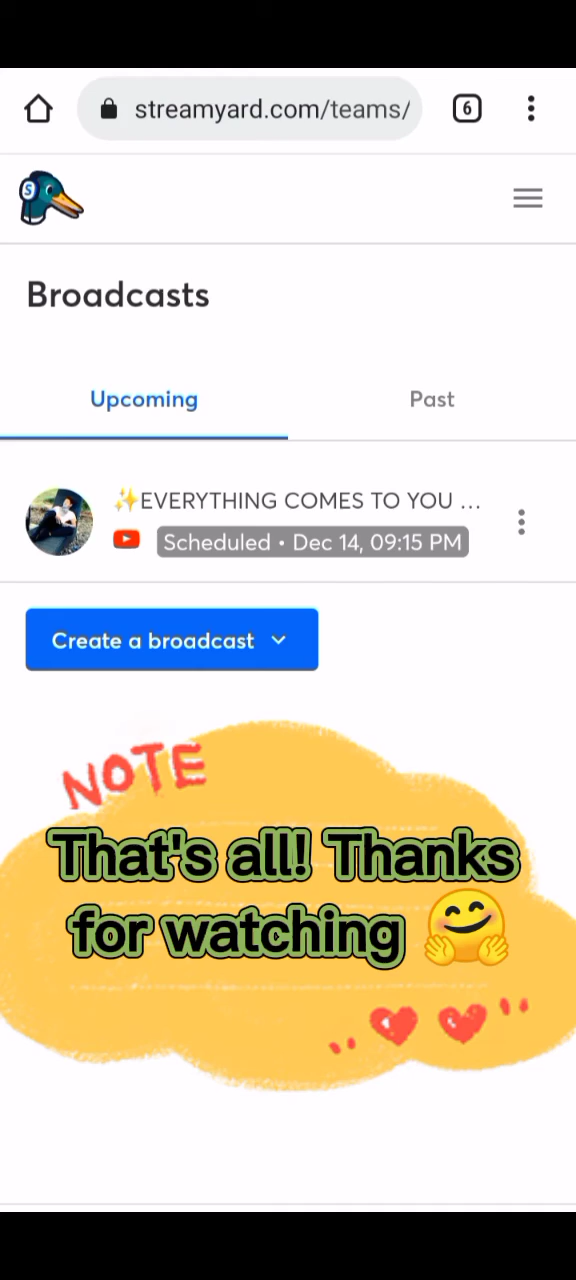 streamyard.com/teams/
6
S
Broadcasts
Upcoming
Past
✨EVERYTHING COMES TO YOU ...
Scheduled • Dec 14, 09:15 PM
Create a broadcast
NOTE
That's all! Thanks
for watching 🤗